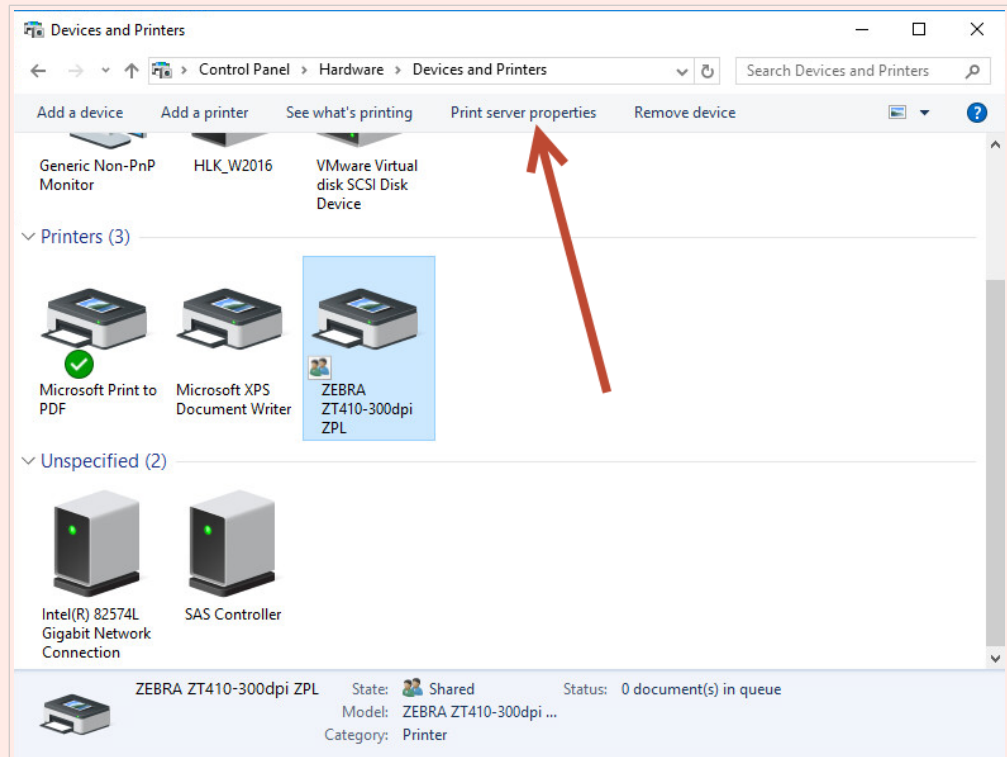 Devices and Printers
Control Panel > Hardware > Devices and Printers
Search Devices and Printers
Add a device Add a printer See what's printing Print server properties Remove device
Generic Non-PnP
Monitor
HLK_W2016
VMware Virtual
disk SCSI Disk
Device
Printers (3)
Microsoft Print to
PDF
Microsoft XPS
Document Writer
ZEBRA
ZT410-300dpi
ZPL
Unspecified (2)
Intel(R) 82574L
Gigabit Network
Connection
SAS Controller
ZEBRA ZT410-300dpi ZPL State: Shared Status: 0 document(s) in queue
Model: ZEBRA ZT410-300dpi ...
Category: Printer